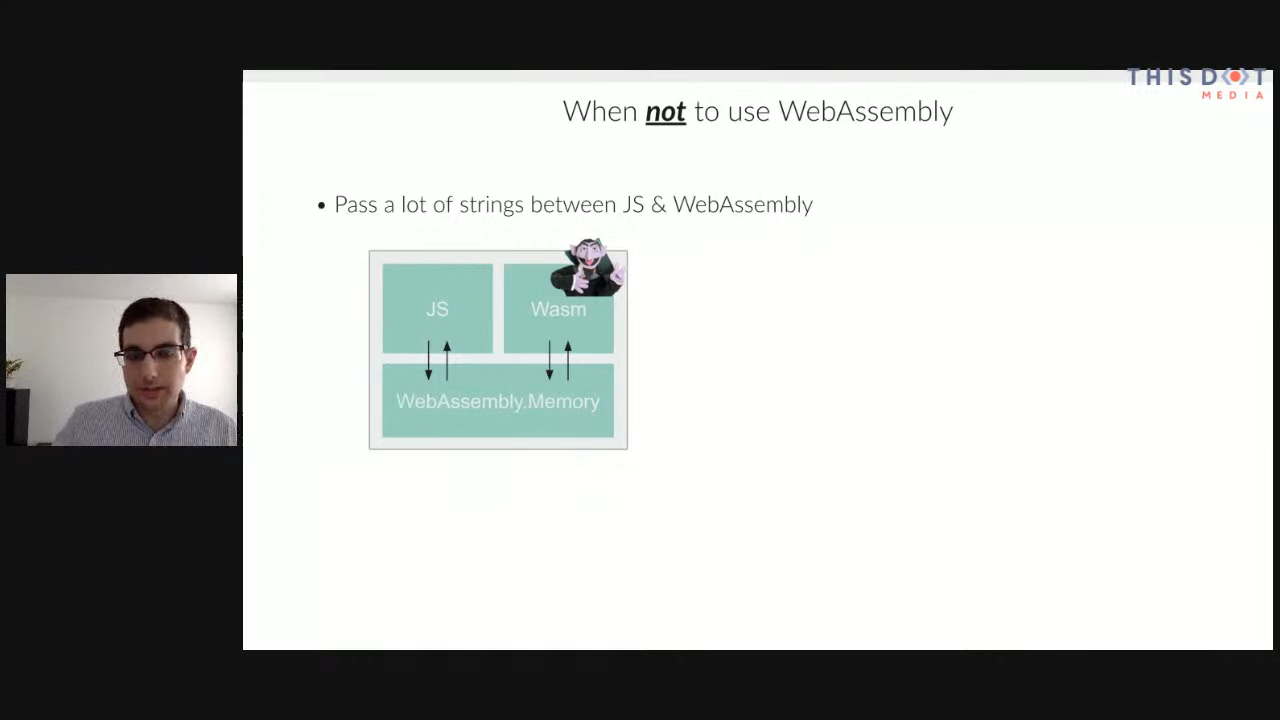 THIS DOT
MEDIA
When not to use WebAssembly
• Pass a lot of strings between JS & WebAssembly
JS
Wasm
WebAssembly.Memory